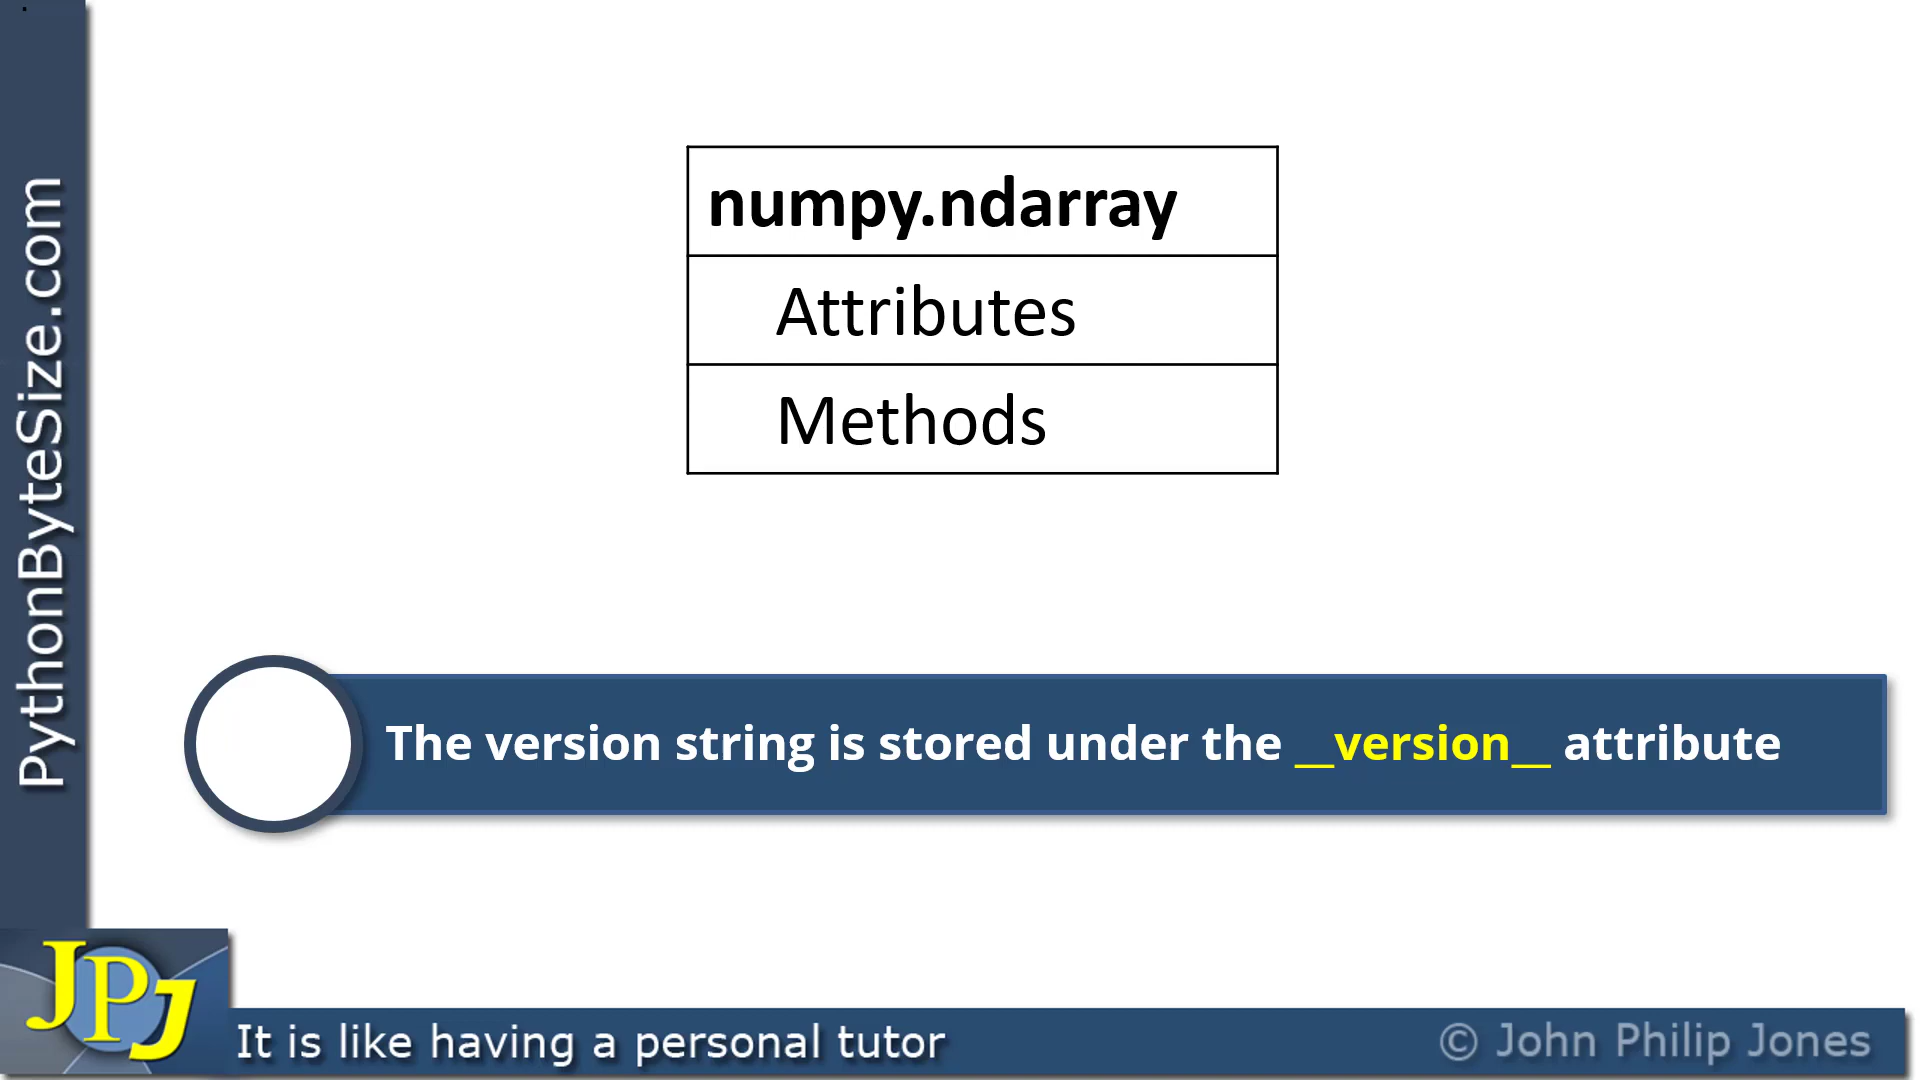 PythonByteSize.com
numpy.ndarray
Attributes
Methods
The version string is stored under the __version__ attribute
JPJ
It is like having a personal tutor
© John Philip Jones